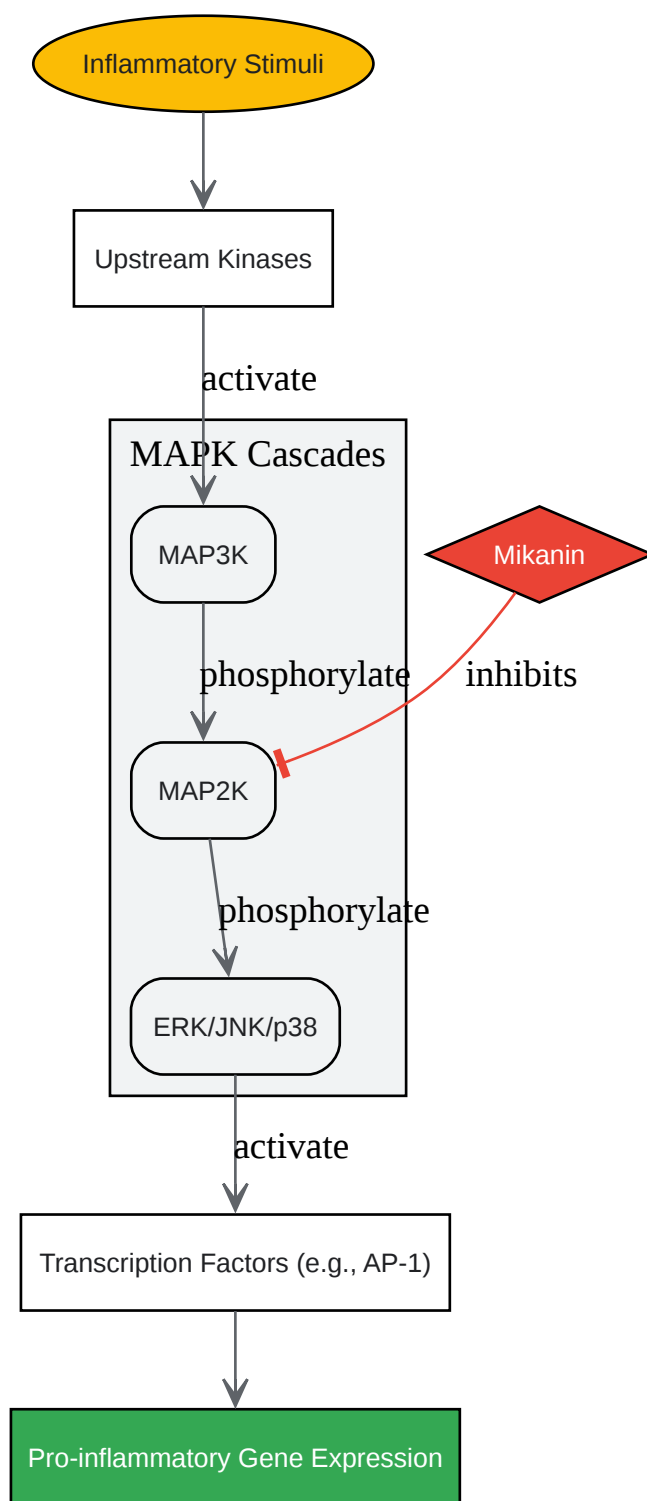 Inflammatory Stimuli
Upstream Kinases
activate
MAPK Cascades
MAP3K
Mikanin
phosphorylate
inhibits
MAP2K
phosphorylate
ERK/JNK/p38
activate
Transcription Factors (e.g., AP-1)
Pro-inflammatory Gene Expression